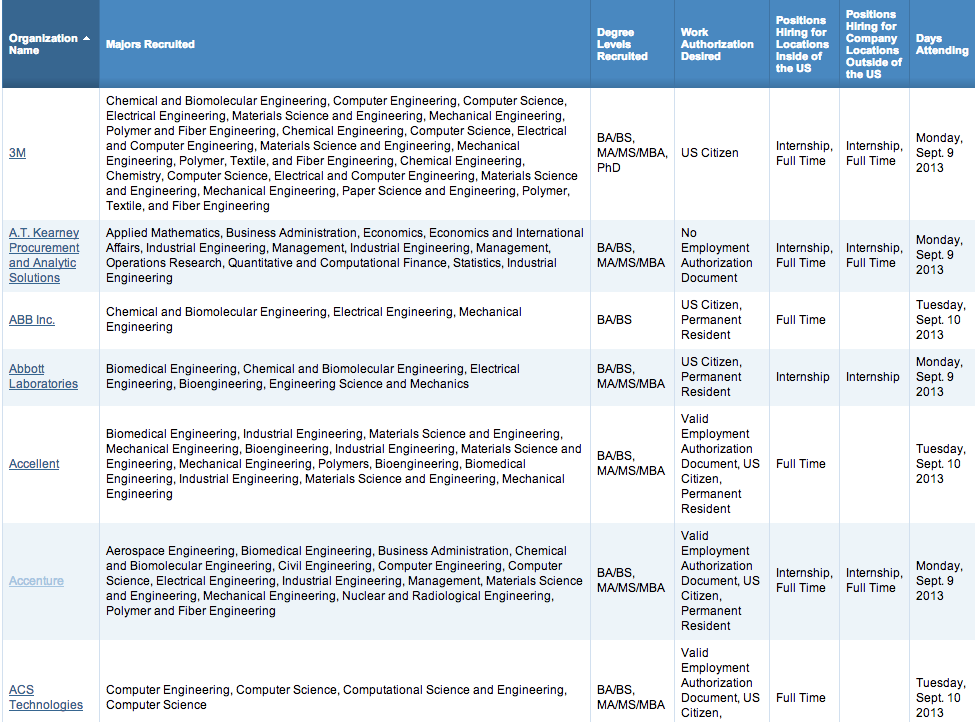 Organization Name
Majors Recruited
Degree Levels Recruited
Work Authorization Desired
Positions Hiring for Locations Inside of the US
Positions Hiring for Company Locations Outside of the US
Days Attending
3M
Chemical and Biomolecular Engineering, Computer Engineering, Computer Science,
Electrical Engineering, Materials Science and Engineering, Mechanical Engineering,
Polymer and Fiber Engineering, Chemical Engineering, Computer Science, Electrical
and Computer Engineering, Materials Science and Engineering, Mechanical
Engineering, Polymer, Textile, and Fiber Engineering, Chemical Engineering,
Chemistry, Computer Science, Electrical and Computer Engineering, Materials Science
and Engineering, Mechanical Engineering, Paper Science and Engineering, Polymer,
Textile, and Fiber Engineering
BA/BS,
MA/MS/MBA,
PhD
US Citizen
Internship,
Full Time
Internship,
Full Time
Monday,
Sept. 9
2013
A.T. Kearney
Procurement
and Analytic
Solutions
Applied Mathematics, Business Administration, Economics, Economics and International
Affairs, Industrial Engineering, Management, Industrial Engineering, Management,
Operations Research, Quantitative and Computational Finance, Statistics, Industrial
Engineering
BA/BS,
MA/MS/MBA
No
Employment
Authorization
Document
Internship,
Full Time
Internship,
Full Time
Monday,
Sept. 9
2013
ABB Inc.
Chemical and Biomolecular Engineering, Electrical Engineering, Mechanical
Engineering
BA/BS
US Citizen,
Permanent
Resident
Full Time
Tuesday,
Sept. 10
2013
Abbott
Laboratories
Biomedical Engineering, Chemical and Biomolecular Engineering, Electrical
Engineering, Bioengineering, Engineering Science and Mechanics
BA/BS,
MA/MS/MBA
US Citizen,
Permanent
Resident
Internship
Internship
Monday,
Sept. 9
2013
Accellent
Biomedical Engineering, Industrial Engineering, Materials Science and Engineering,
Mechanical Engineering, Bioengineering, Industrial Engineering, Materials Science and
Engineering, Mechanical Engineering, Polymers, Bioengineering, Biomedical
Engineering, Industrial Engineering, Materials Science and Engineering, Mechanical
Engineering
BA/BS,
MA/MS/MBA
Valid
Employment
Authorization
Document, US
Citizen,
Permanent
Resident
Full Time
Tuesday,
Sept. 10
2013
Accenture
Aerospace Engineering, Biomedical Engineering, Business Administration, Chemical
and Biomolecular Engineering, Civil Engineering, Computer Engineering, Computer
Science, Electrical Engineering, Industrial Engineering, Management, Materials Science
and Engineering, Mechanical Engineering, Nuclear and Radiological Engineering,
Polymer and Fiber Engineering
BA/BS,
MA/MS/MBA
Valid
Employment
Authorization
Document, US
Citizen,
Permanent
Resident
Internship,
Full Time
Internship,
Full Time
Monday,
Sept. 9
2013
ACS
Technologies
Computer Engineering, Computer Science, Computational Science and Engineering,
Computer Science
BA/BS,
MA/MS/MBA
Valid
Employment
Authorization
Document, US
Citizen,
Full Time
Tuesday,
Sept. 10
2013